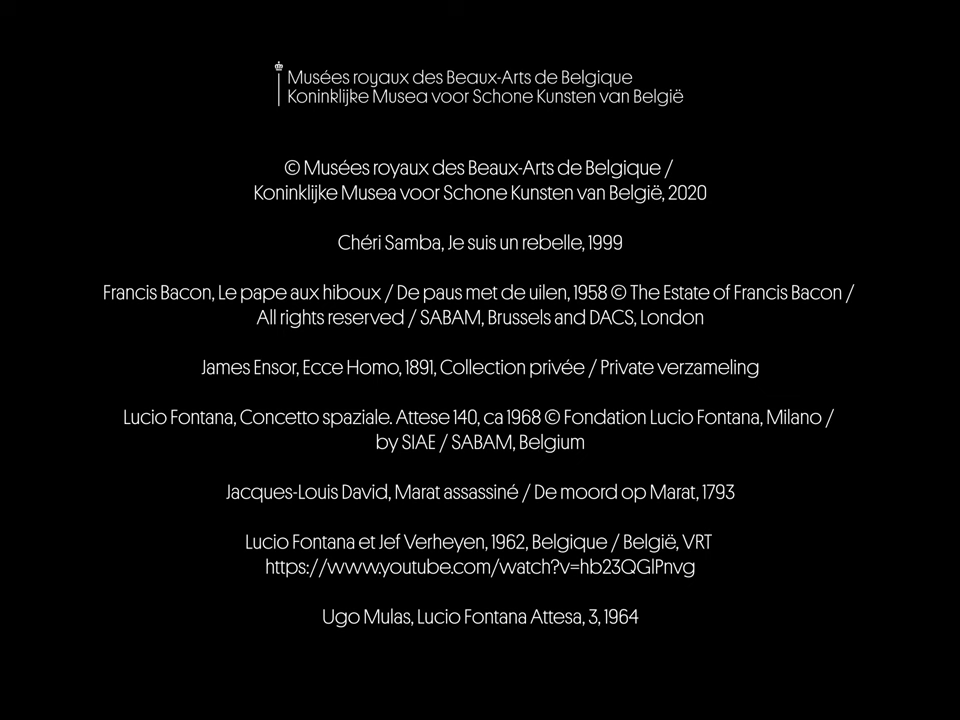 Musées royaux des Beaux-Arts de Belgique
Koninklijke Musea voor Schone Kunsten van België
© Musées royaux des Beaux-Arts de Belgique /
Koninklijke Musea voor Schone Kunsten van België, 2020
Chéri Samba, Je suis un rebelle, 1999
Francis Bacon, Le pape aux hiboux / De paus met de uilen, 1958 © The Estate of Francis Bacon /
All rights reserved / SABAM, Brussels and DACS, London
James Ensor, Ecce Homo, 1891, Collection privée / Private verzameling
Lucio Fontana, Concetto spaziale. Attese 140, ca 1968 © Fondation Lucio Fontana, Milano /
by SIAE / SABAM, Belgium
Jacques-Louis David, Marat assassiné / De moord op Marat, 1793
Lucio Fontana et Jef Verheyen, 1962, Belgique / België, VRT
https://www.youtube.com/watch?v=hb23QGlPnvg
Ugo Mulas, Lucio Fontana Attesa, 3, 1964